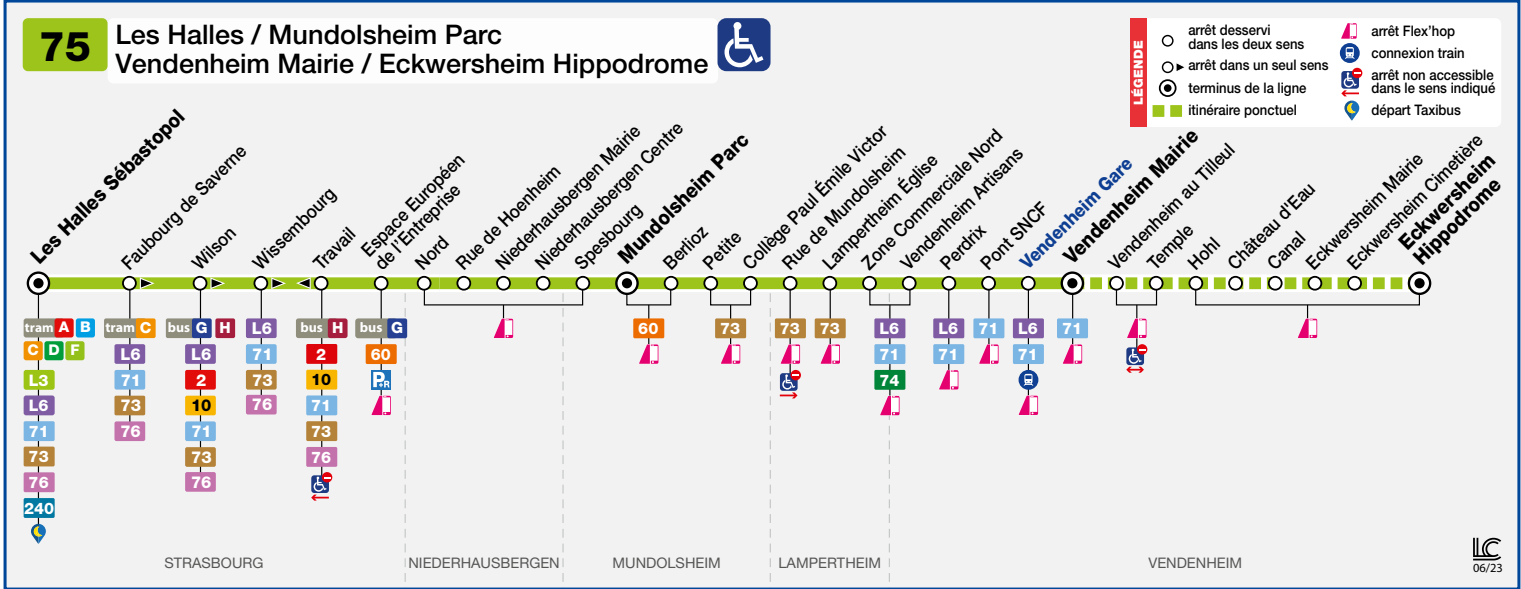 75
Les Halles / Mundolsheim Parc
Vendenheim Mairie / Eckwersheim Hippodrome
LÉGENDE
arrêt desservi
dans les deux sens
arrêt dans un seul sens
terminus de la ligne
itinéraire ponctuel
arrêt Flex'hop
connexion train
arrêt non accessible
dans le sens indiqué
départ Taxibus
Les Halles Sébastopol
Faubourg de Saverne
Wilson
Wissembourg
Travail
Espace Européen
de l'Entreprise
Nord
Rue de Hoenheim
Niederhausbergen Mairie
Niederhausbergen Centre
Spesbourg
Mundolsheim Parc
Berlioz
Petite
Collège Paul Émile Victor
Rue de Mundolsheim
Lampertheim Église
Zone Commerciale Nord
Vendenheim Artisans
Perdrix
Pont SNCF
Vendenheim Gare
Vendenheim Mairie
Vendenheim au Tilleul
Temple
Hohl
Château d'Eau
Canal
Eckwersheim Mairie
Eckwersheim Cimetière
Eckwersheim
Hippodrome
tram A B
C D F
L3
L6
71
73
76
240
tram C
L6
71
73
76
bus G H
L6
2
10
71
73
76
L6
71
73
76
bus H
2
10
71
73
76
bus G
60
P+R
60
73
73
73
L6
71
74
L6
71
71
L6
71
71
STRASBOURG
NIEDERHAUSBERGEN
MUNDOLSHEIM
LAMPERTHEIM
VENDENHEIM
LC
06/23